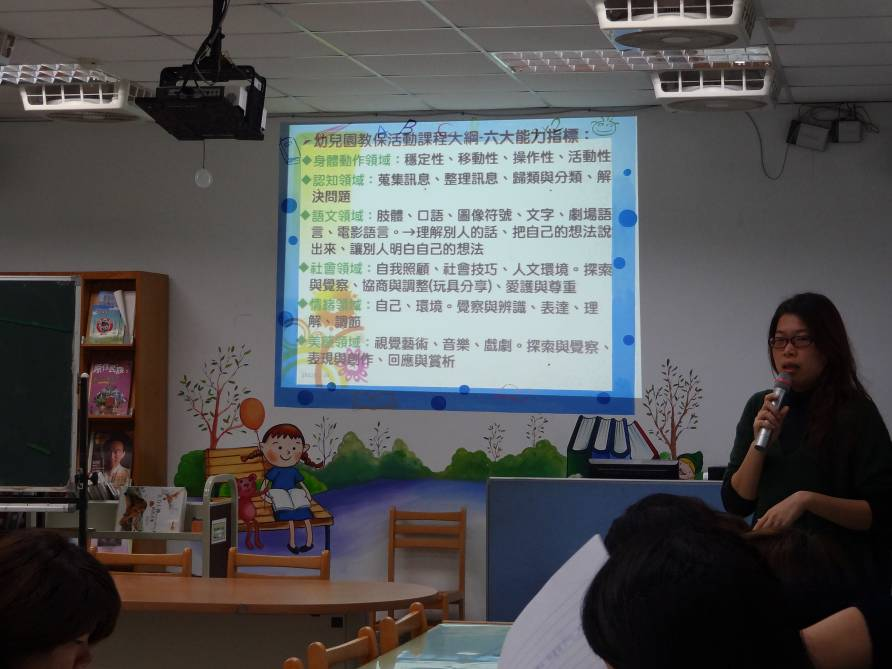 幼兒園教保活動課程大綱-六大能力指標：
◆身體動作領域：穩定性、移動性、操作性、活動性
◆認知領域：蒐集訊息、整理訊息、歸類與分類、解
決問題
◆語文領域：肢體、口語、圖像符號、文字、劇場語
言、電影語言。→理解別人的話、把自己的想法說
出來、讓別人明白自己的想法
◆社會領域：自我照顧、社會技巧、人文環境。探索
與覺察、協商與調整(玩具分享)、愛護與尊重
◆情緒領域：自己、環境。覺察與辨識、表達、理
解、調節
◆美感領域：視覺藝術、音樂、戲劇。探索與覺察、
表現與創作、回應與賞析